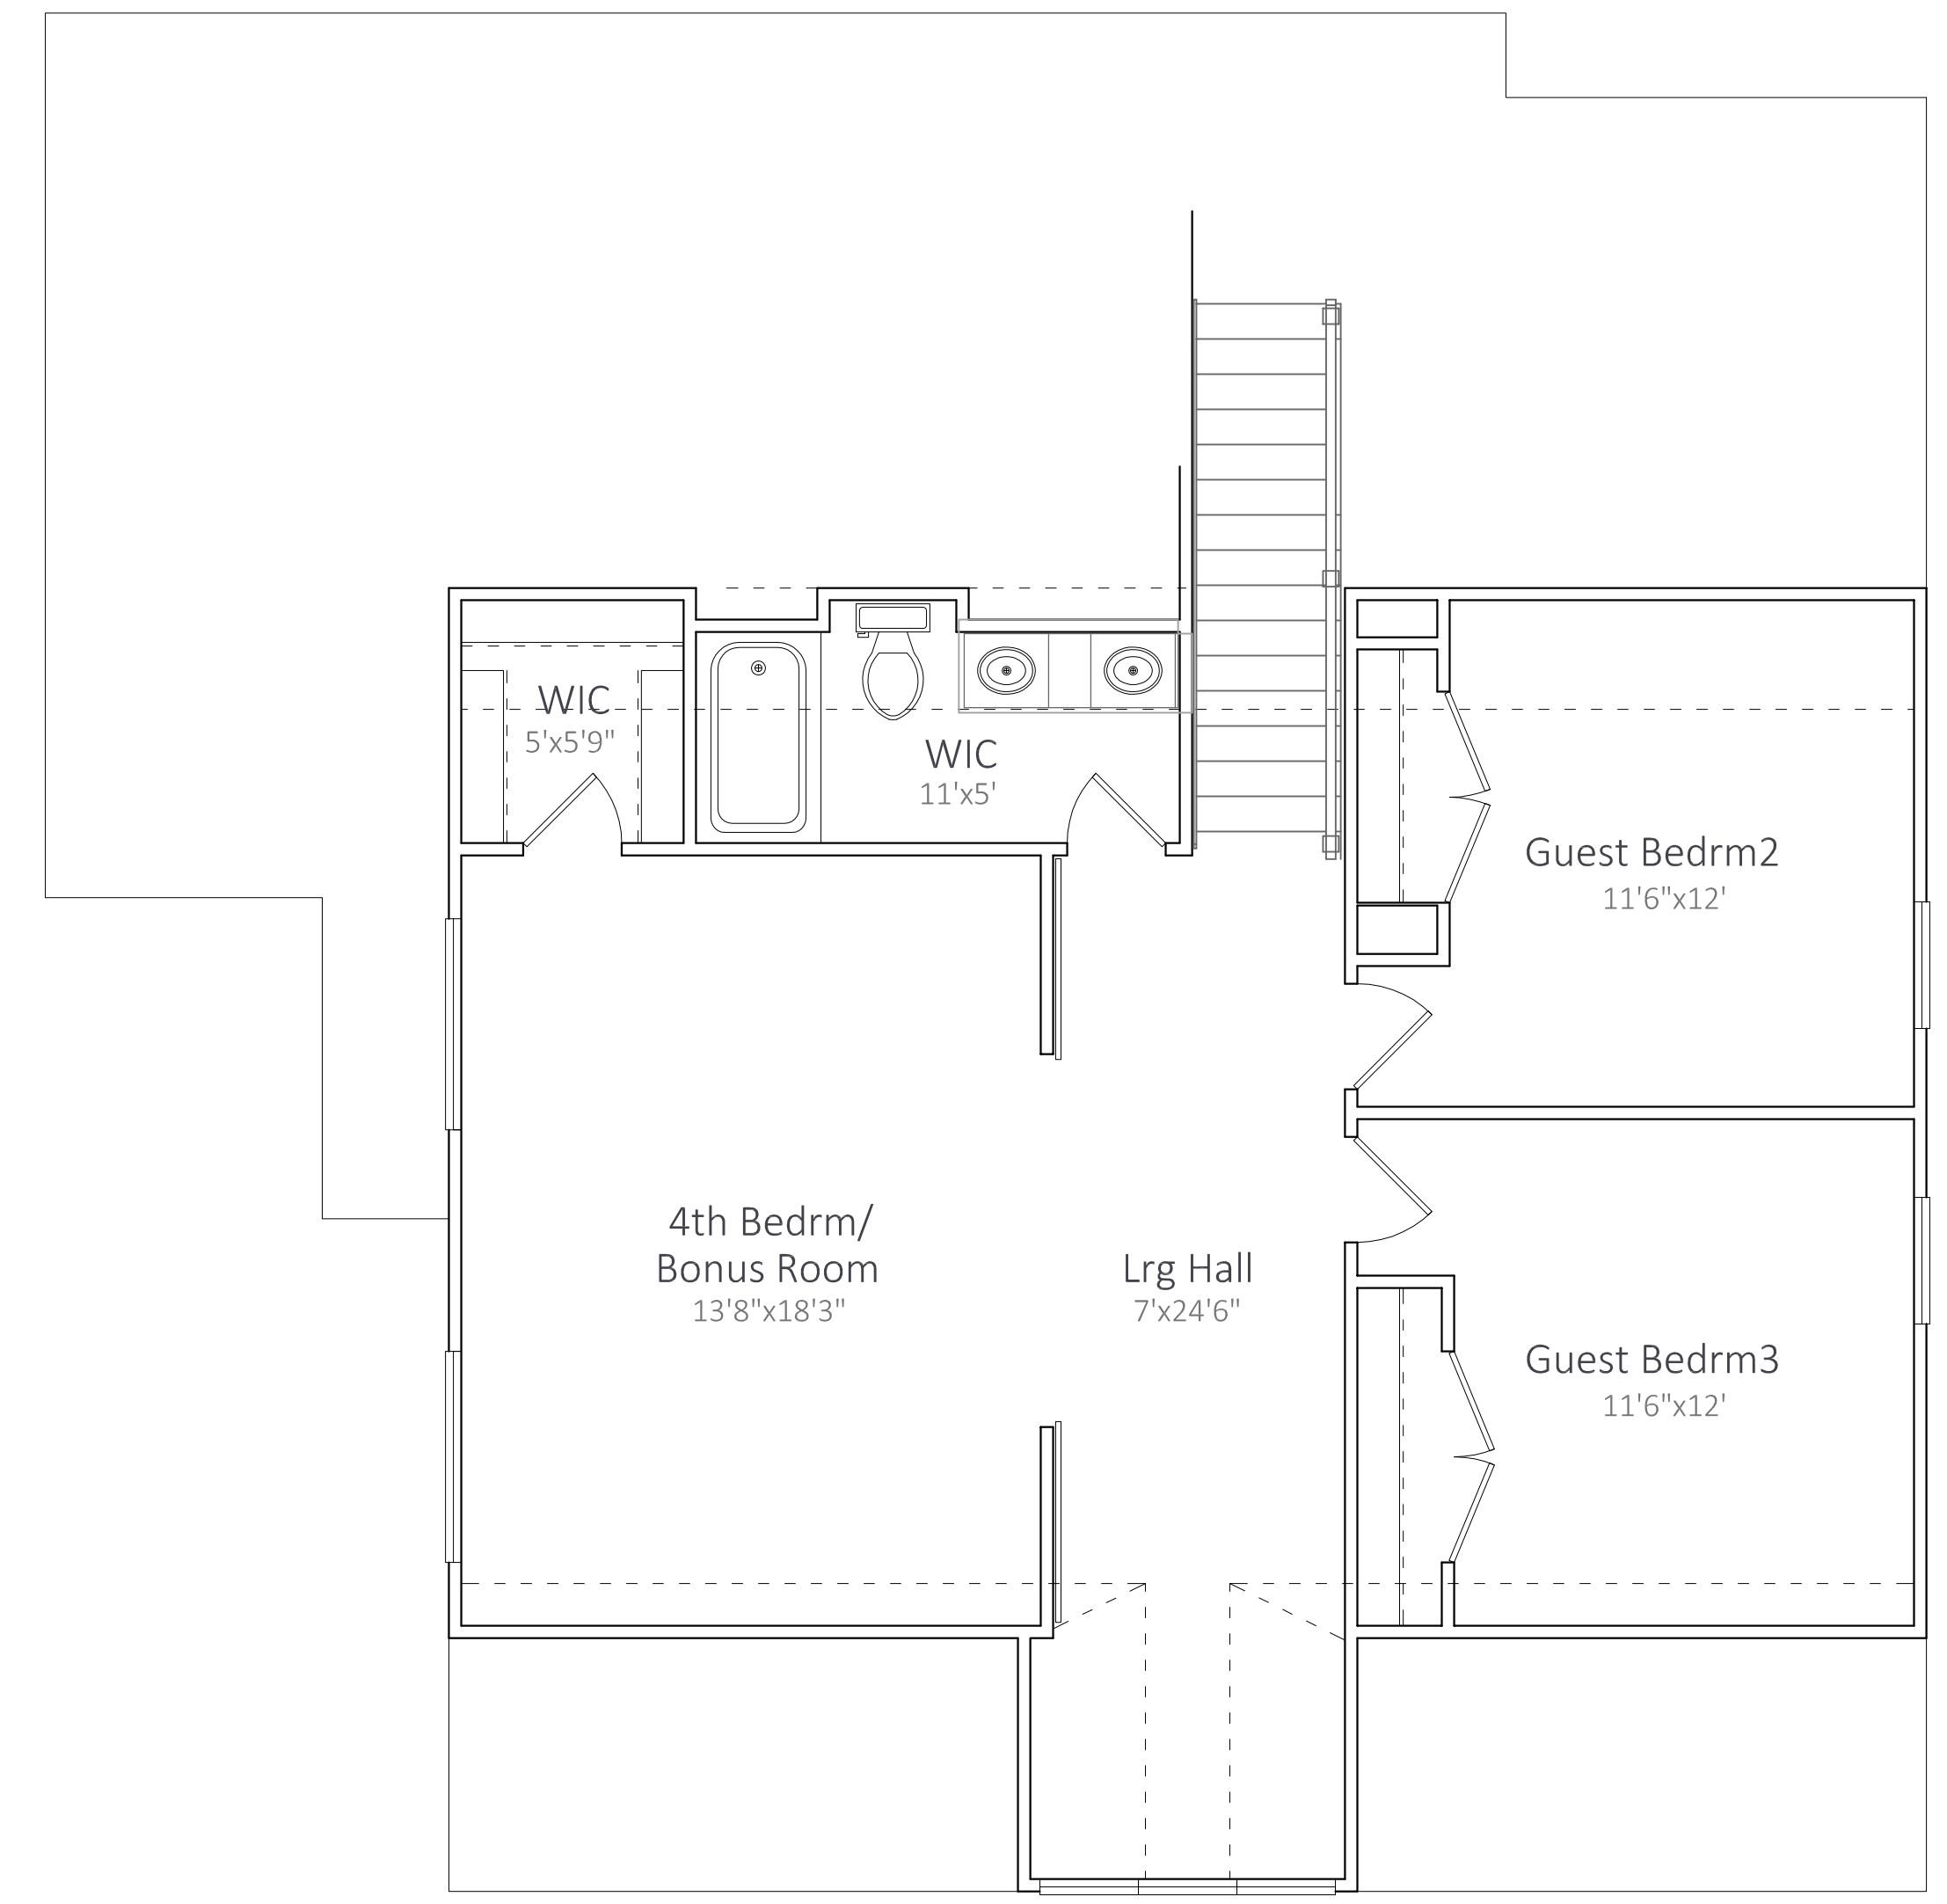 WIC
5'x5'9"
WIC
11'x5'
Guest Bedrm2
11'6"x12'
4th Bedrm/
Bonus Room
13'8"x18'3"
Lrg Hall
7'x24'6"
Guest Bedrm3
11'6"x12'